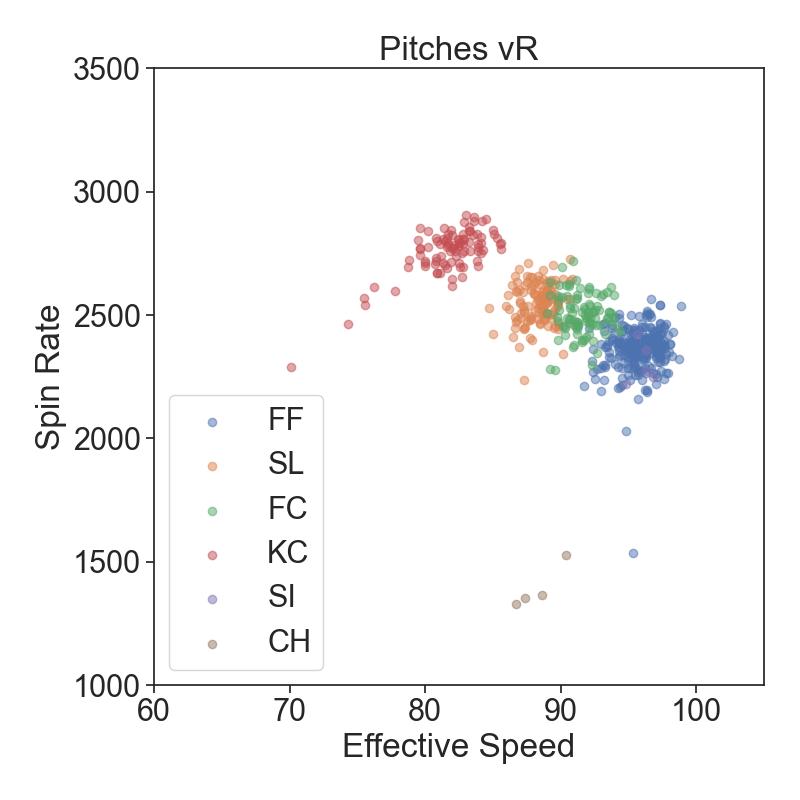 Pitches vR
3500
3000
2500
2000
1500
1000
Spin Rate
FF
SL
FC
KC
SI
CH
60 70 80 90 100
Effective Speed